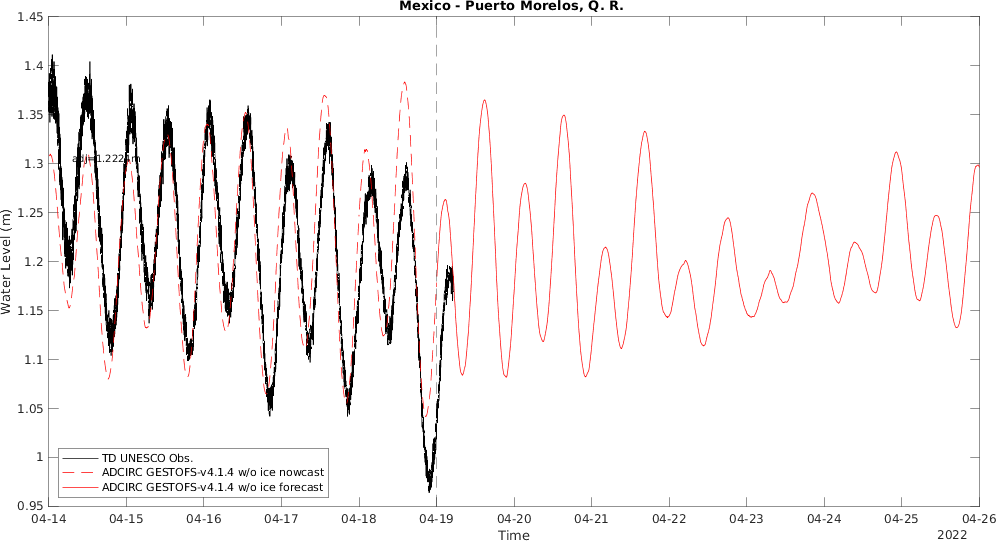 Mexico - Puerto Morelos, Q. R.
1.45
1.4
1.35
1.3
1.25
1.2
1.15
1.1
1.05
1
0.95
Water Level (m)
TD UNESCO Obs.
ADCIRC GESTOFS-v4.1.4 w/o ice nowcast
ADCIRC GESTOFS-v4.1.4 w/o ice forecast
04-14 04-15 04-16 04-17 04-18 04-19 04-20 04-21 04-22 04-23 04-24 04-25 04-26
Time
2022